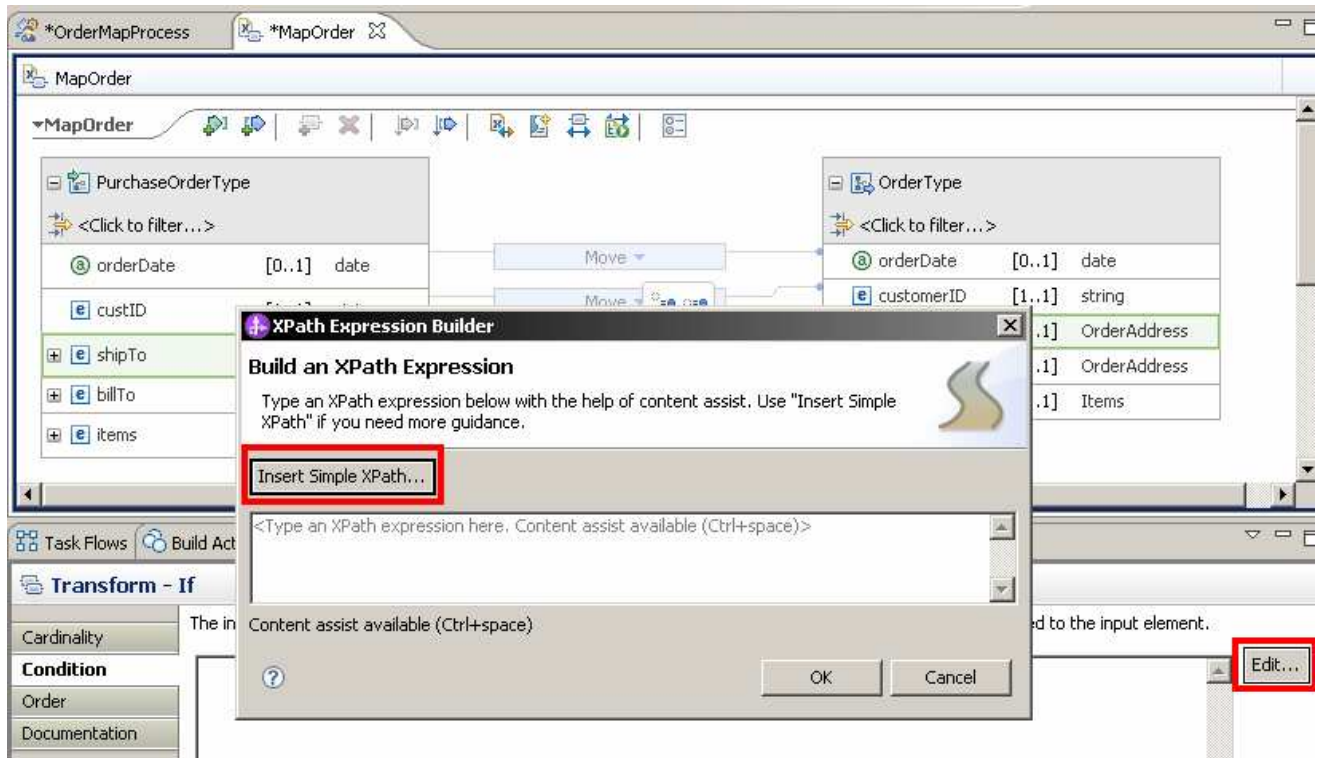 *OrderMapProcess *MapOrder
MapOrder
MapOrder
PurchaseOrderType
<Click to filter...>
orderDate [0..1] date
custID
shipTo
billTo
items
Move
Move
OrderType
<Click to filter...>
orderDate [0..1] date
customerID [1..1] string
.1] OrderAddress
.1] OrderAddress
.1] Items
XPath Expression Builder
Build an XPath Expression
Type an XPath expression below with the help of content assist. Use "Insert Simple
XPath" if you need more guidance.
Insert Simple XPath...
<Type an XPath expression here. Content assist available (Ctrl+space)>
Content assist available (Ctrl+space)
OK Cancel
Task Flows Build Act
Transform - If
The in
to the input element.
Cardinality
Condition
Order
Documentation
Edit...